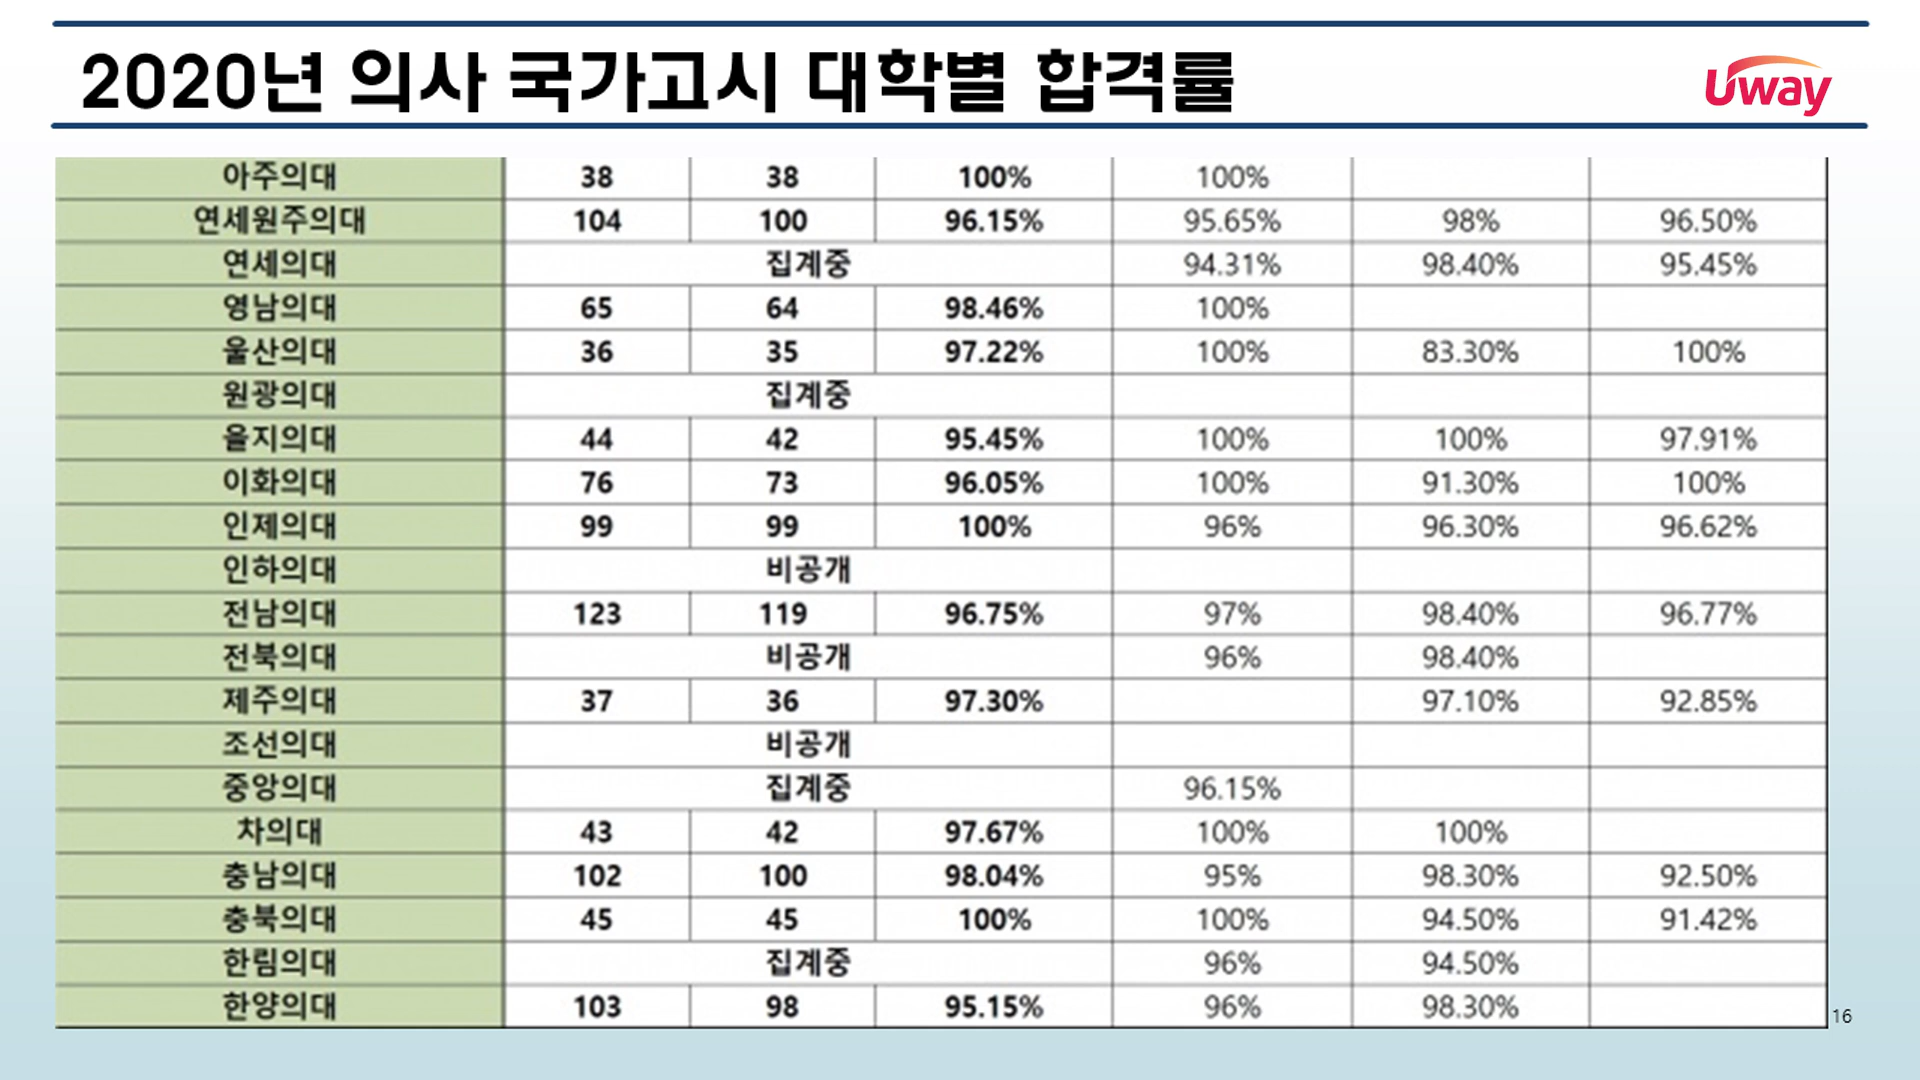 2020년 의사 국가고시 대학별 합격률
Uway
아주의대 38 38 100% 100%
연세원주의대 104 100 96.15% 95.65% 98% 96.50%
연세의대 집계중 94.31% 98.40% 95.45%
영남의대 65 64 98.46% 100%
울산의대 36 35 97.22% 100% 83.30% 100%
원광의대 집계중
을지의대 44 42 95.45% 100% 100% 97.91%
이화의대 76 73 96.05% 100% 91.30% 100%
인제의대 99 99 100% 96% 96.30% 96.62%
인하의대 비공개
전남의대 123 119 96.75% 97% 98.40% 96.77%
전북의대 비공개 96% 98.40%
제주의대 37 36 97.30% 97.10% 92.85%
조선의대 비공개
중앙의대 집계중 96.15%
차의대 43 42 97.67% 100% 100%
충남의대 102 100 98.04% 95% 98.30% 92.50%
충북의대 45 45 100% 100% 94.50% 91.42%
한림의대 집계중 96% 94.50%
한양의대 103 98 95.15% 96% 98.30%
16